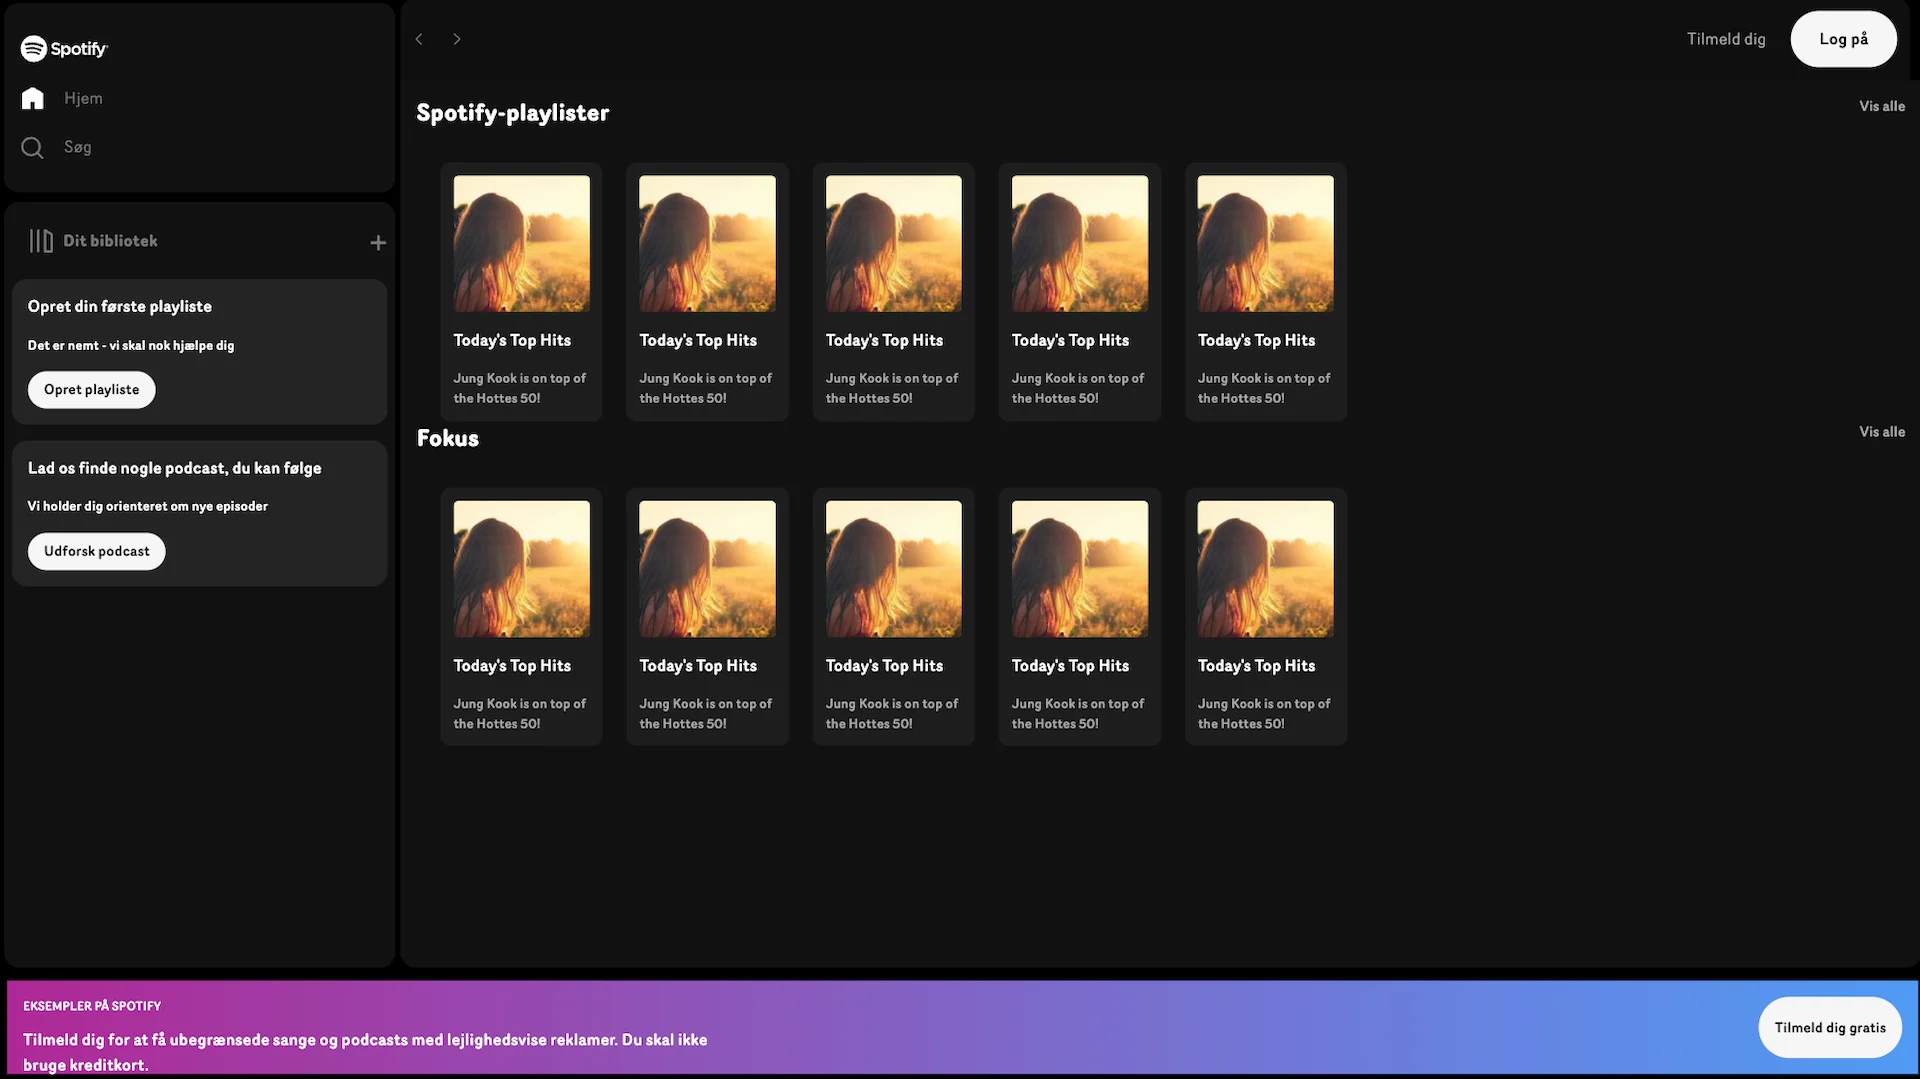 Spotify
Hjem
Søg
Dit bibliotek
Opret din første playliste
Det er nemt - vi skal nok hjælpe dig
Opret playliste
Lad os finde nogle podcast, du kan følge
Vi holder dig orienteret om nye episoder
Udforsk podcast
Tilmeld dig
Log på
Spotify-playlister
Vis alle
Today's Top Hits
Jung Kook is on top of
the Hottes 50!
Today's Top Hits
Jung Kook is on top of
the Hottes 50!
Today's Top Hits
Jung Kook is on top of
the Hottes 50!
Today's Top Hits
Jung Kook is on top of
the Hottes 50!
Today's Top Hits
Jung Kook is on top of
the Hottes 50!
Fokus
Vis alle
Today's Top Hits
Jung Kook is on top of
the Hottes 50!
Today's Top Hits
Jung Kook is on top of
the Hottes 50!
Today's Top Hits
Jung Kook is on top of
the Hottes 50!
Today's Top Hits
Jung Kook is on top of
the Hottes 50!
Today's Top Hits
Jung Kook is on top of
the Hottes 50!
EKSEMPLER PÅ SPOTIFY
Tilmeld dig for at få ubegrænsede sange og podcasts med lejlighedsvise reklamer. Du skal ikke
bruge kreditkort.
Tilmeld dig gratis